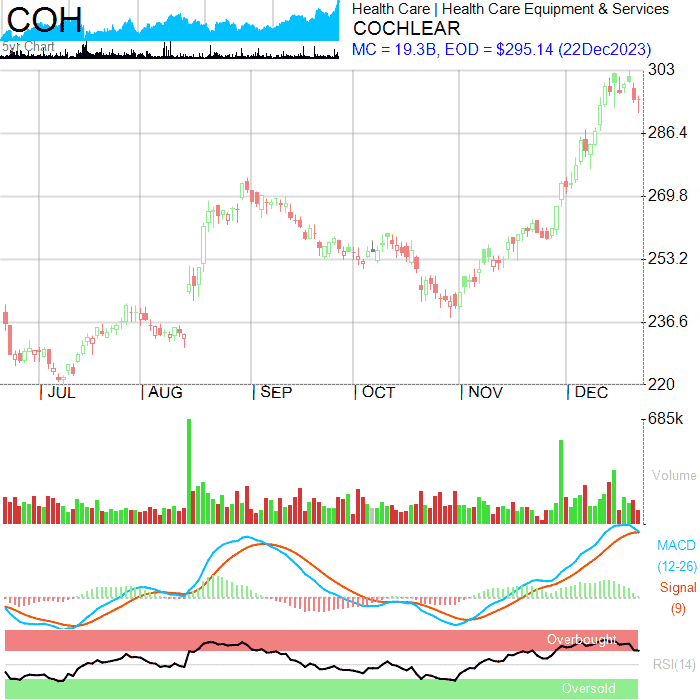 COH
5yr Chart
Health Care | Health Care Equipment & Services
COCHLEAR
MC = 19.3B, EOD = $295.14 (22Dec2023)
303
286.4
269.8
253.2
236.6
220
JUL AUG SEP OCT NOV DEC
685k
Volume
MACD
(12-26)
Signal
(9)
Overbought
RSI(14)
Oversold